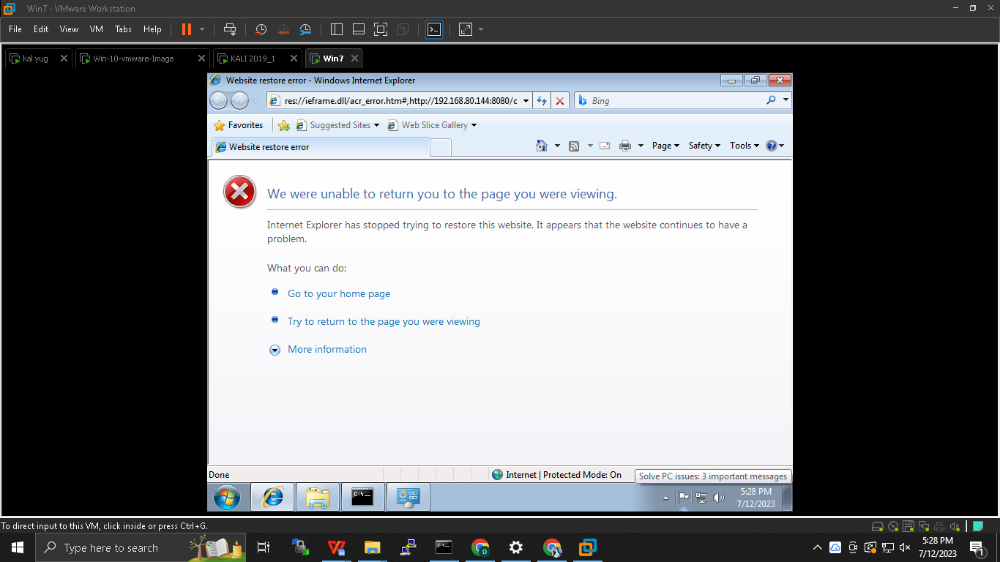 Win7 - VMware Workstation
File Edit View VM Tabs Help
kal yug Win-10-vmware-Image KALI 2019_1 Win7
Website restore error - Windows Internet Explorer
res://ieframe.dll/acr_error.htm#,http://192.168.80.144:8080/c Bing
Favorites Suggested Sites Web Slice Gallery
Website restore error Page Safety Tools
We were unable to return you to the page you were viewing.
Internet Explorer has stopped trying to restore this website. It appears that the website continues to have a
problem.
What you can do:
Go to your home page
Try to return to the page you were viewing
More information
Done Internet | Protected Mode: On Solve PC issues: 3 important messages
C:\_
5:28 PM
7/12/2023
To direct input to this VM, click inside or press Ctrl+G.
Type here to search
5:28 PM
7/12/2023
1